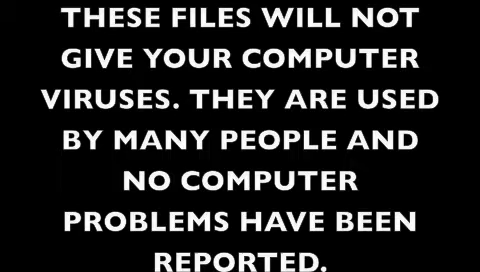 THESE FILES WILL NOT
GIVE YOUR COMPUTER
VIRUSES. THEY ARE USED
BY MANY PEOPLE AND
NO COMPUTER
PROBLEMS HAVE BEEN
REPORTED.